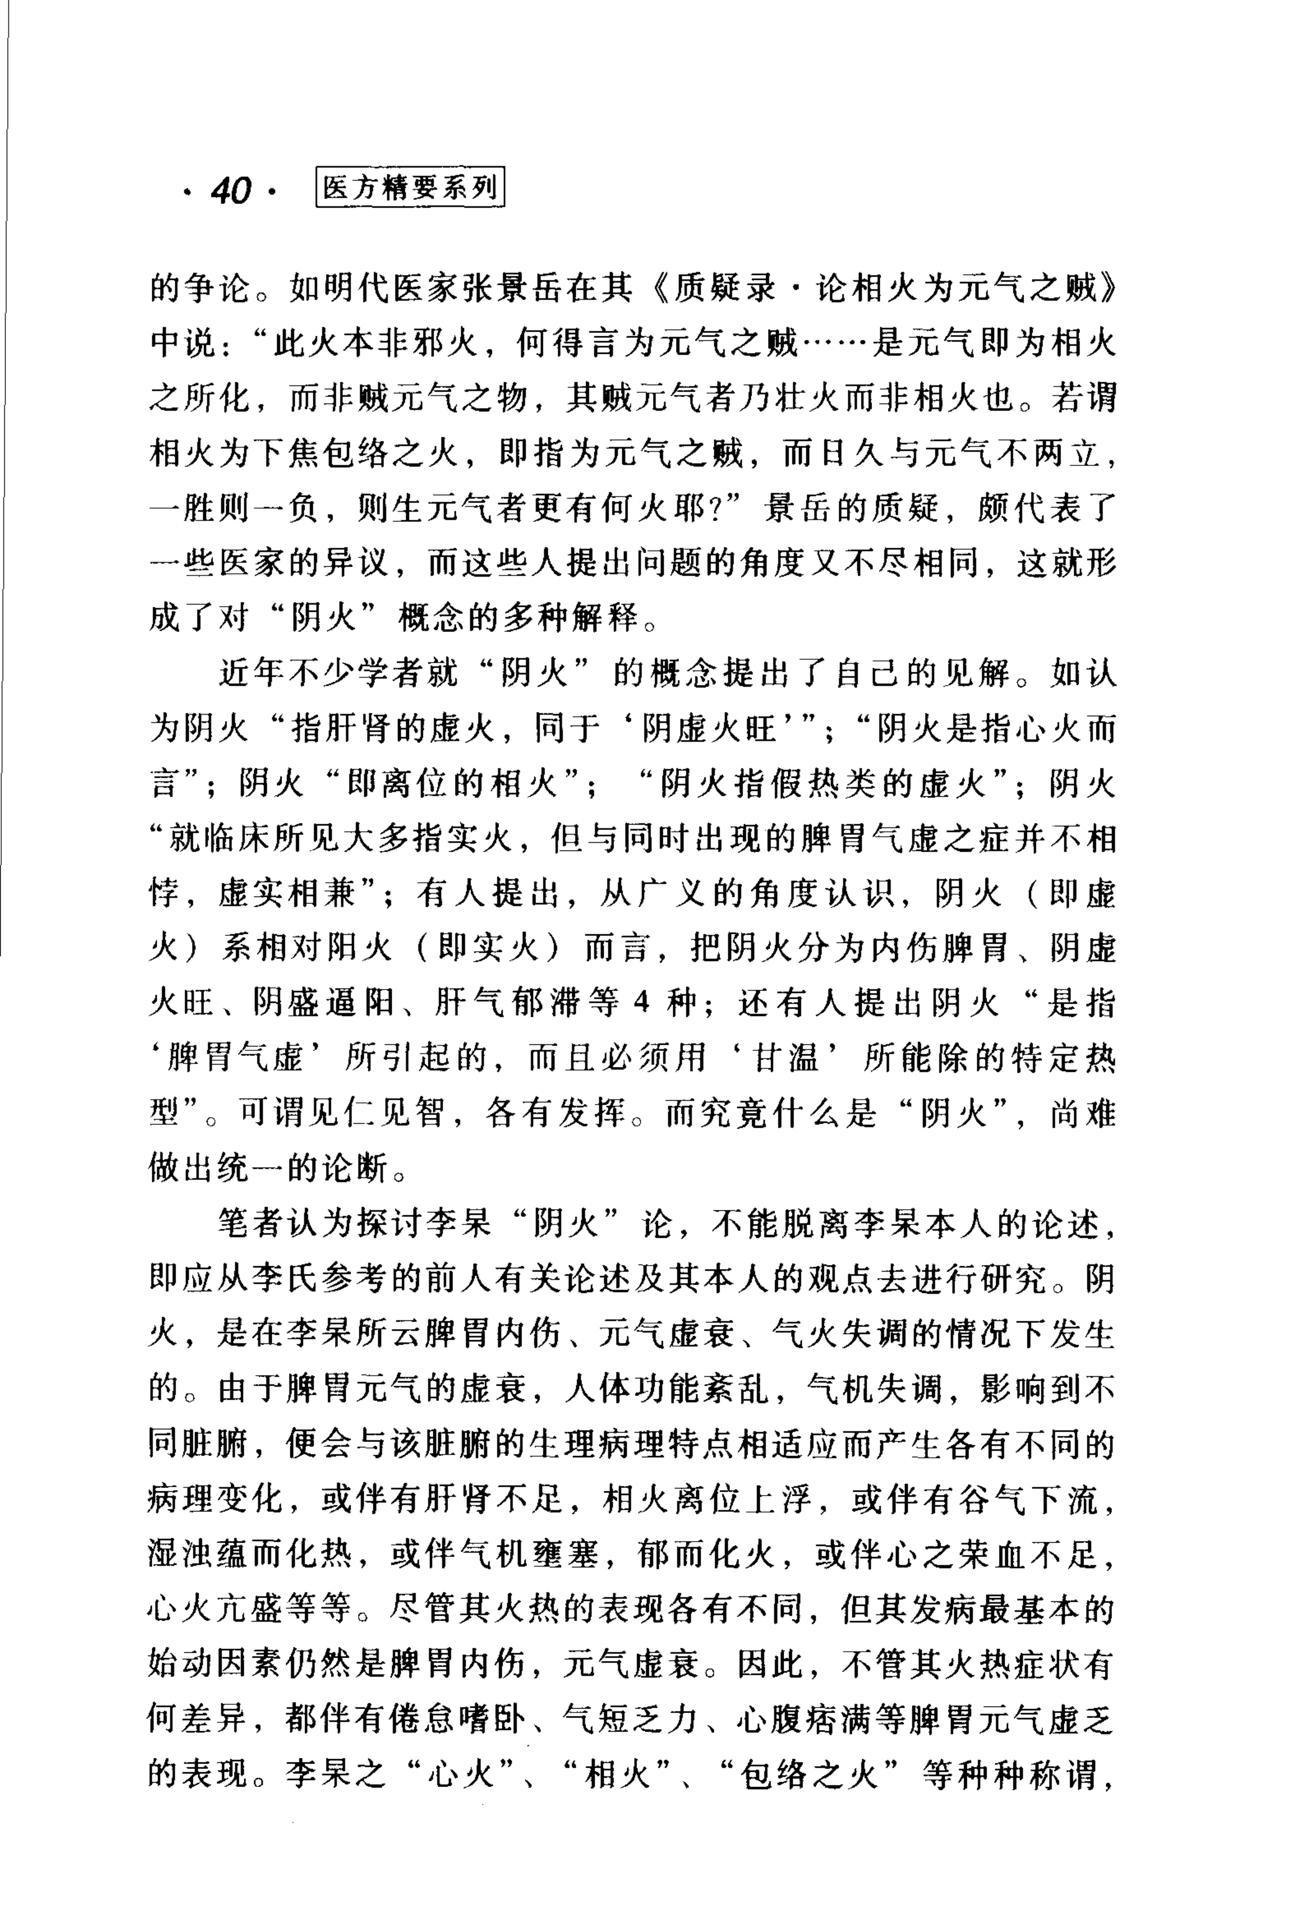 · 40 · 医方精要系列
的争论。如明代医家张景岳在其《质疑录·论相火为元气之贼》
中说：“此火本非邪火，何得言为元气之贼……是元气即为相火
之所化，而非贼元气之物，其贼元气者乃壮火而非相火也。若谓
相火为下焦包络之火，即指为元气之贼，而日久与元气不两立，
一胜则一负，则生元气者更有何火耶？”景岳的质疑，颇代表了
一些医家的异议，而这些人提出问题的角度又不尽相同，这就形
成了对“阴火”概念的多种解释。
近年不少学者就“阴火”的概念提出了自己的见解。如认
为阴火“指肝肾的虚火，同于‘阴虚火旺’”；“阴火是指心火而
言”；阴火“即离位的相火”；“阴火指假热类的虚火”；阴火
“就临床所见大多指实火，但与同时出现的脾胃气虚之症并不相
悖，虚实相兼”；有人提出，从广义的角度认识，阴火（即虚
火）系相对阳火（即实火）而言，把阴火分为内伤脾胃、阴虚
火旺、阴盛逼阳、肝气郁滞等 4 种；还有人提出阴火“是指
‘脾胃气虚’所引起的，而且必须用‘甘温’所能除的特定热
型”。可谓见仁见智，各有发挥。而究竟什么是“阴火”，尚难
做出统一的论断。
笔者认为探讨李杲“阴火”论，不能脱离李杲本人的论述，
即应从李氏参考的前人有关论述及其本人的观点去进行研究。阴
火，是在李杲所云脾胃内伤、元气虚衰、气火失调的情况下发生
的。由于脾胃元气的虚衰，人体功能紊乱，气机失调，影响到不
同脏腑，便会与该脏腑的生理病理特点相适应而产生各有不同的
病理变化，或伴有肝肾不足，相火离位上浮，或伴有谷气下流，
湿浊蕴而化热，或伴气机壅塞，郁而化火，或伴心之荣血不足，
心火亢盛等等。尽管其火热的表现各有不同，但其发病最基本的
始动因素仍然是脾胃内伤，元气虚衰。因此，不管其火热症状有
何差异，都伴有倦怠嗜卧、气短乏力、心腹痞满等脾胃元气虚乏
的表现。李杲之“心火”、“相火”、“包络之火”等种种称谓，